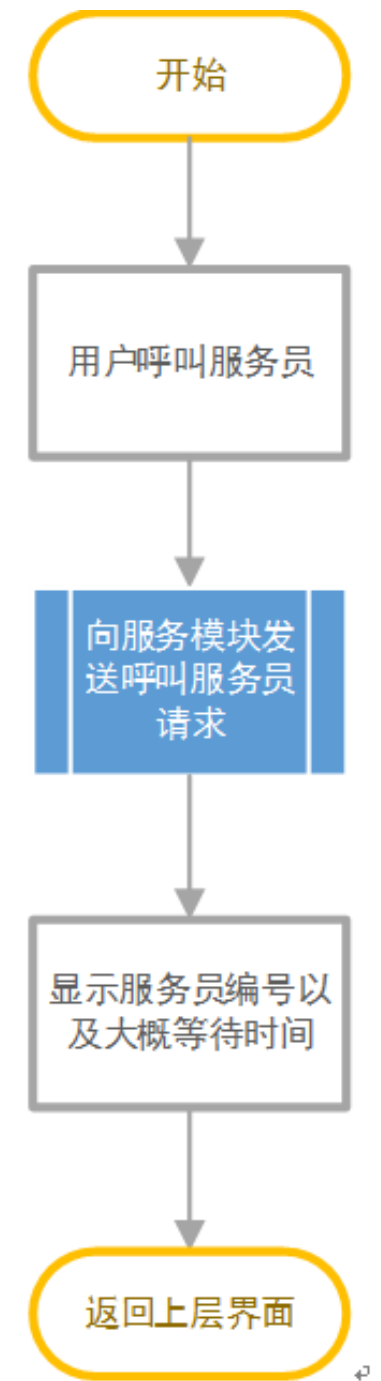 开始
用户呼叫服务员
向服务模块发
送呼叫服务员
请求
显示服务员编号以
及大概等待时间
返回上层界面